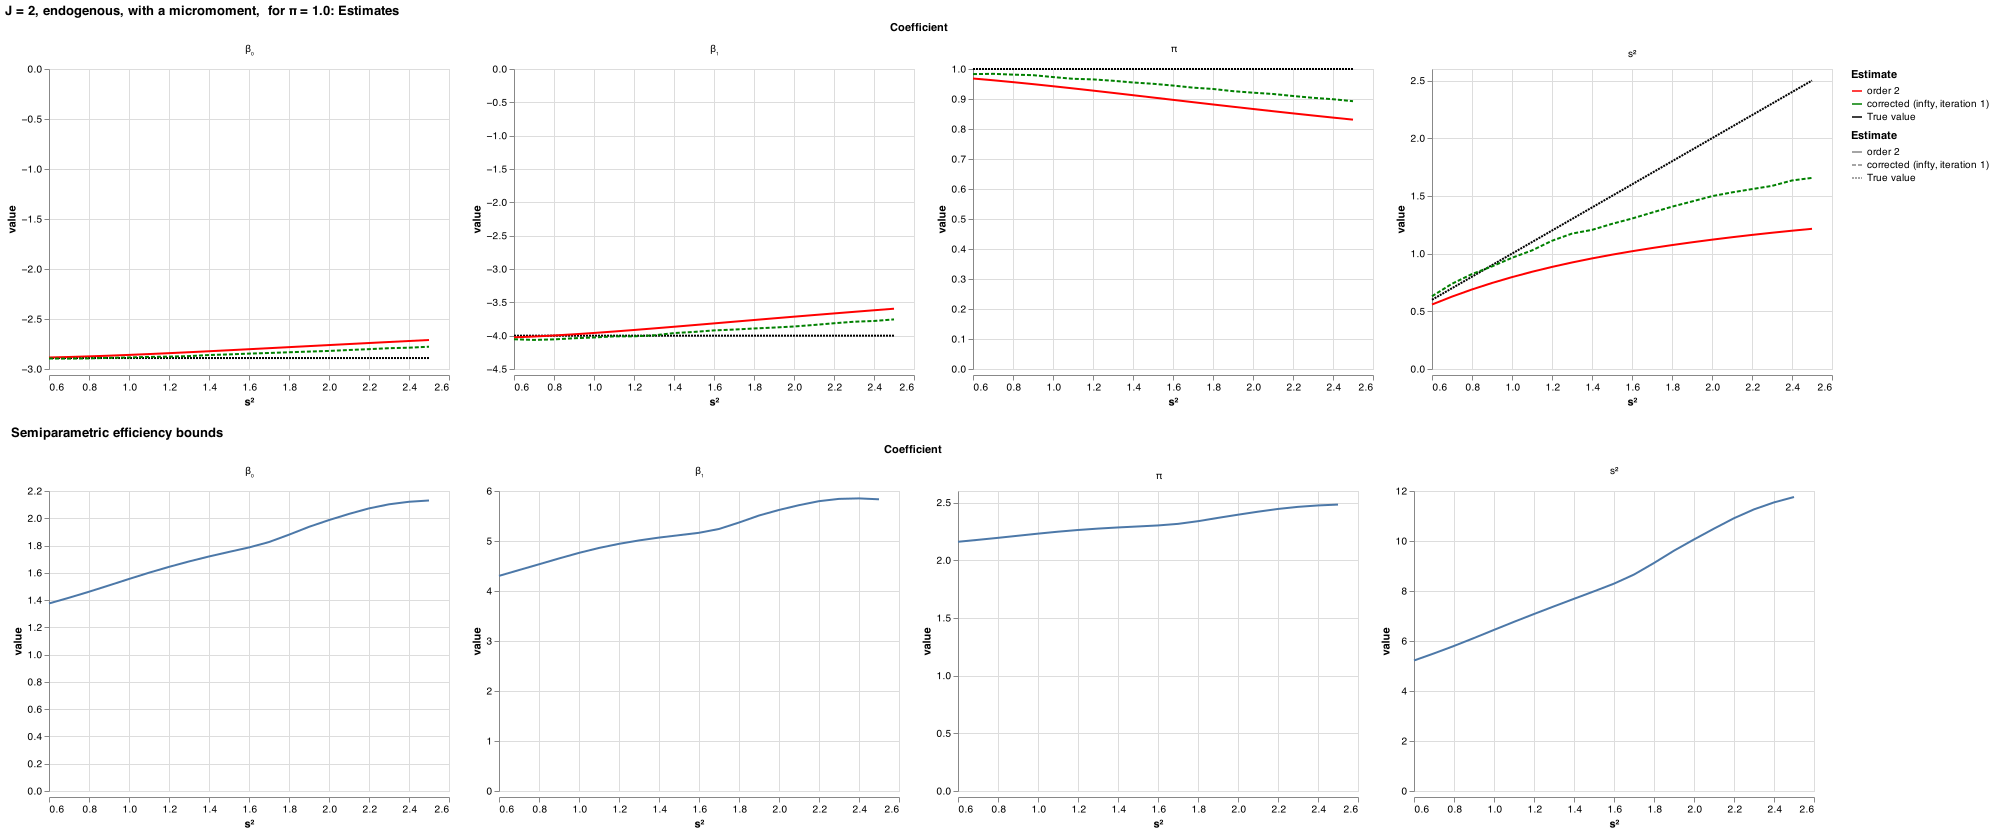 J = 2, endogenous, with a micromoment, for π = 1.0: Estimates
Coefficient
β₀ β₁ π s²
value
0.0 −0.5 −1.0 −1.5 −2.0 −2.5 −3.0
0.6 0.8 1.0 1.2 1.4 1.6 1.8 2.0 2.2 2.4 2.6
s²
value
0.0 −0.5 −1.0 −1.5 −2.0 −2.5 −3.0 −3.5 −4.0 −4.5
0.6 0.8 1.0 1.2 1.4 1.6 1.8 2.0 2.2 2.4 2.6
s²
value
1.0 0.9 0.8 0.7 0.6 0.5 0.4 0.3 0.2 0.1 0.0
0.6 0.8 1.0 1.2 1.4 1.6 1.8 2.0 2.2 2.4 2.6
s²
value
2.5 2.0 1.5 1.0 0.5 0.0
0.6 0.8 1.0 1.2 1.4 1.6 1.8 2.0 2.2 2.4 2.6
s²
Estimate
order 2
corrected (infty, iteration 1)
True value
Estimate
order 2
corrected (infty, iteration 1)
True value
Semiparametric efficiency bounds
Coefficient
β₀ β₁ π s²
value
2.2 2.0 1.8 1.6 1.4 1.2 1.0 0.8 0.6 0.4 0.2 0.0
0.6 0.8 1.0 1.2 1.4 1.6 1.8 2.0 2.2 2.4 2.6
s²
value
6 5 4 3 2 1 0
0.6 0.8 1.0 1.2 1.4 1.6 1.8 2.0 2.2 2.4 2.6
s²
value
2.5 2.0 1.5 1.0 0.5 0.0
0.6 0.8 1.0 1.2 1.4 1.6 1.8 2.0 2.2 2.4 2.6
s²
value
12 10 8 6 4 2 0
0.6 0.8 1.0 1.2 1.4 1.6 1.8 2.0 2.2 2.4 2.6
s²